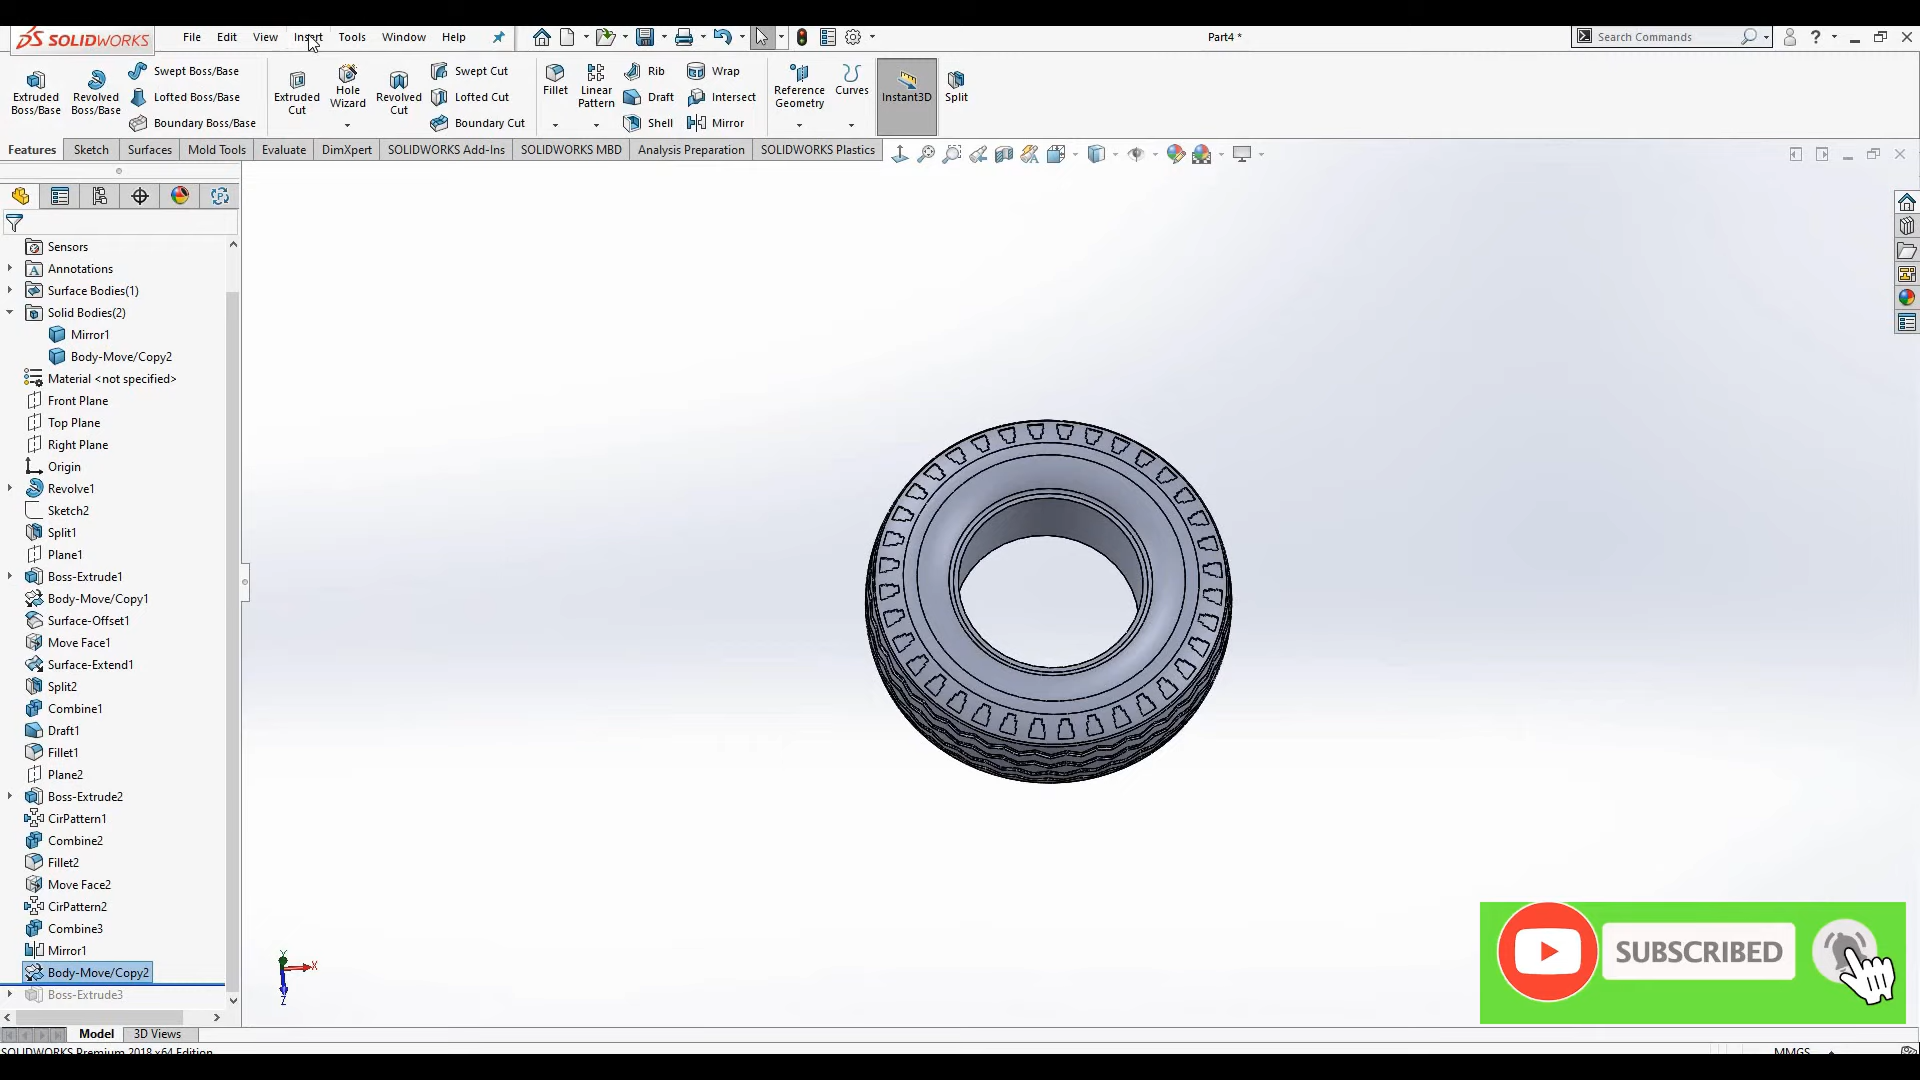 SOLIDWORKS File Edit View Insert Tools Window Help Part4 * Search Commands ?
Extruded Boss/Base Revolved Boss/Base Swept Boss/Base Lofted Boss/Base Boundary Boss/Base Extruded Cut Hole Wizard Revolved Cut Swept Cut Lofted Cut Boundary Cut Fillet Linear Pattern Rib Draft Shell Wrap Intersect Mirror Reference Geometry Curves Instant3D Split
Features Sketch Surfaces Mold Tools Evaluate DimXpert SOLIDWORKS Add-Ins SOLIDWORKS MBD Analysis Preparation SOLIDWORKS Plastics
Sensors
Annotations
Surface Bodies(1)
Solid Bodies(2)
Mirror1
Body-Move/Copy2
Material <not specified>
Front Plane
Top Plane
Right Plane
Origin
Revolve1
Sketch2
Split1
Plane1
Boss-Extrude1
Body-Move/Copy1
Surface-Offset1
Move Face1
Surface-Extend1
Split2
Combine1
Draft1
Fillet1
Plane2
Boss-Extrude2
CirPattern1
Combine2
Fillet2
Move Face2
CirPattern2
Combine3
Mirror1
Body-Move/Copy2
Boss-Extrude3
Y
X
Z
SUBSCRIBED
Model 3D Views
SOLIDWORKS Premium 2018 x64 Edition MMGS